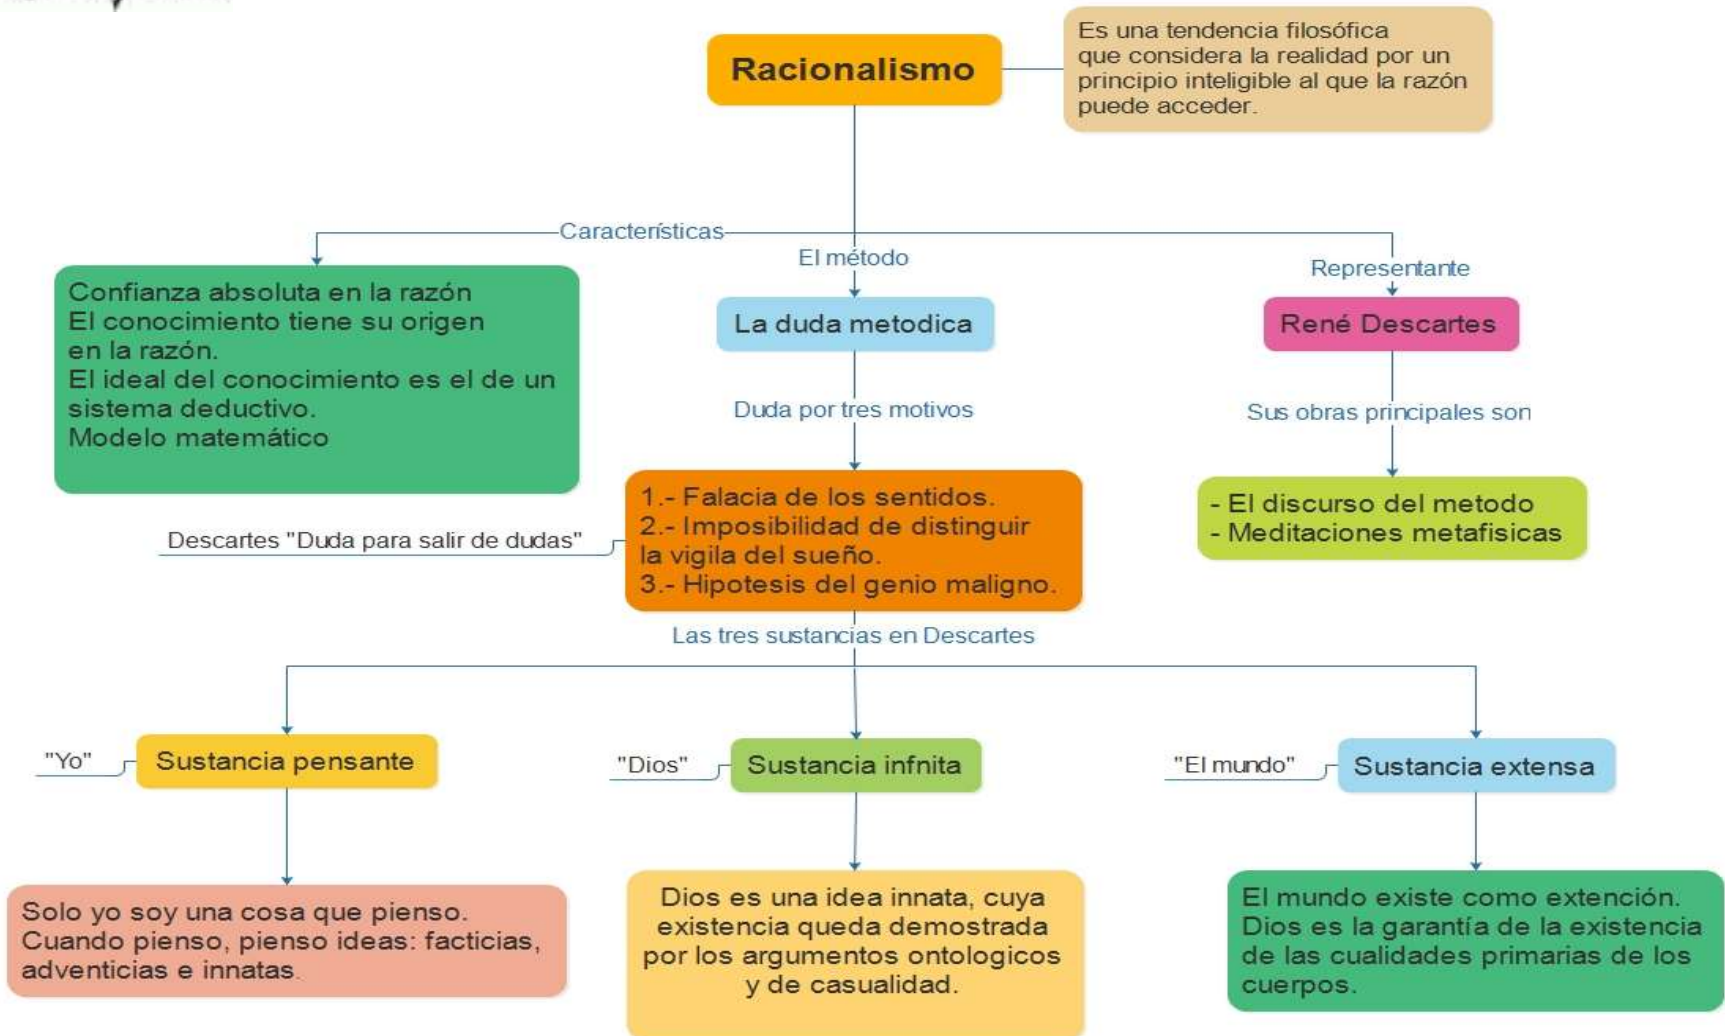 Racionalismo
Es una tendencia filosófica
que considera la realidad por un
principio inteligible al que la razón
puede acceder.
Características
El método
Representante
Confianza absoluta en la razón
El conocimiento tiene su origen
en la razón.
El ideal del conocimiento es el de un
sistema deductivo.
Modelo matemático
La duda metodica
René Descartes
Duda por tres motivos
Sus obras principales son
Descartes "Duda para salir de dudas"
1.- Falacia de los sentidos.
2.- Imposibilidad de distinguir
la vigila del sueño.
3.- Hipotesis del genio maligno.
- El discurso del metodo
- Meditaciones metafisicas
Las tres sustancias en Descartes
"Yo"
Sustancia pensante
"Dios"
Sustancia infnita
"El mundo"
Sustancia extensa
Solo yo soy una cosa que pienso.
Cuando pienso, pienso ideas: facticias,
adventicias e innatas.
Dios es una idea innata, cuya
existencia queda demostrada
por los argumentos ontologicos
y de casualidad.
El mundo existe como extención.
Dios es la garantía de la existencia
de las cualidades primarias de los
cuerpos.